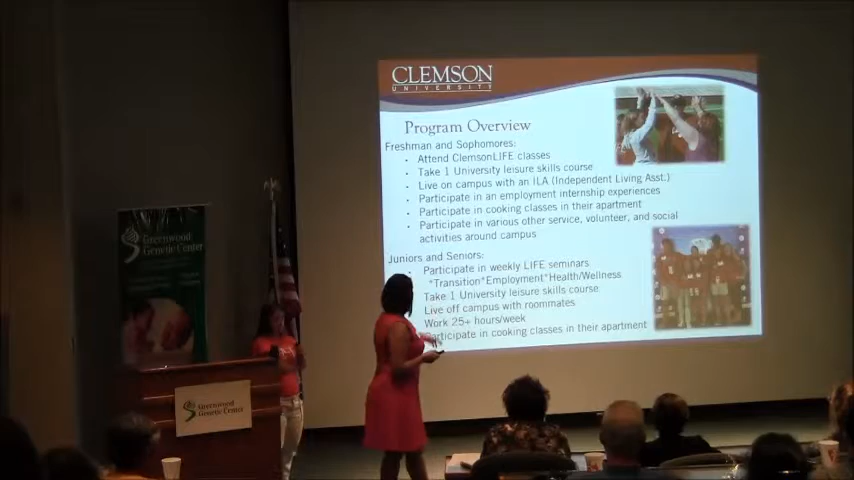 CLEMSON
UNIVERSITY
PROGRAM OVERVIEW
Freshman and Sophomores:
• Attend ClemsonLIFE classes
• Take 1 University leisure skills course
• Live on campus with an ILA (Independent Living Asst.)
• Participate in an employment internship experiences
• Participate in cooking classes in their apartment
• Participate in various other service, volunteer, and social
activities around campus
Juniors and Seniors:
• Participate in weekly LIFE seminars
*Transition*Employment*Health/Wellness
Take 1 University leisure skills course
Live off campus with roommates
Work 25+ hours/week
Participate in cooking classes in their apartment
Greenwood
Genetic Center
Greenwood
Genetic Center